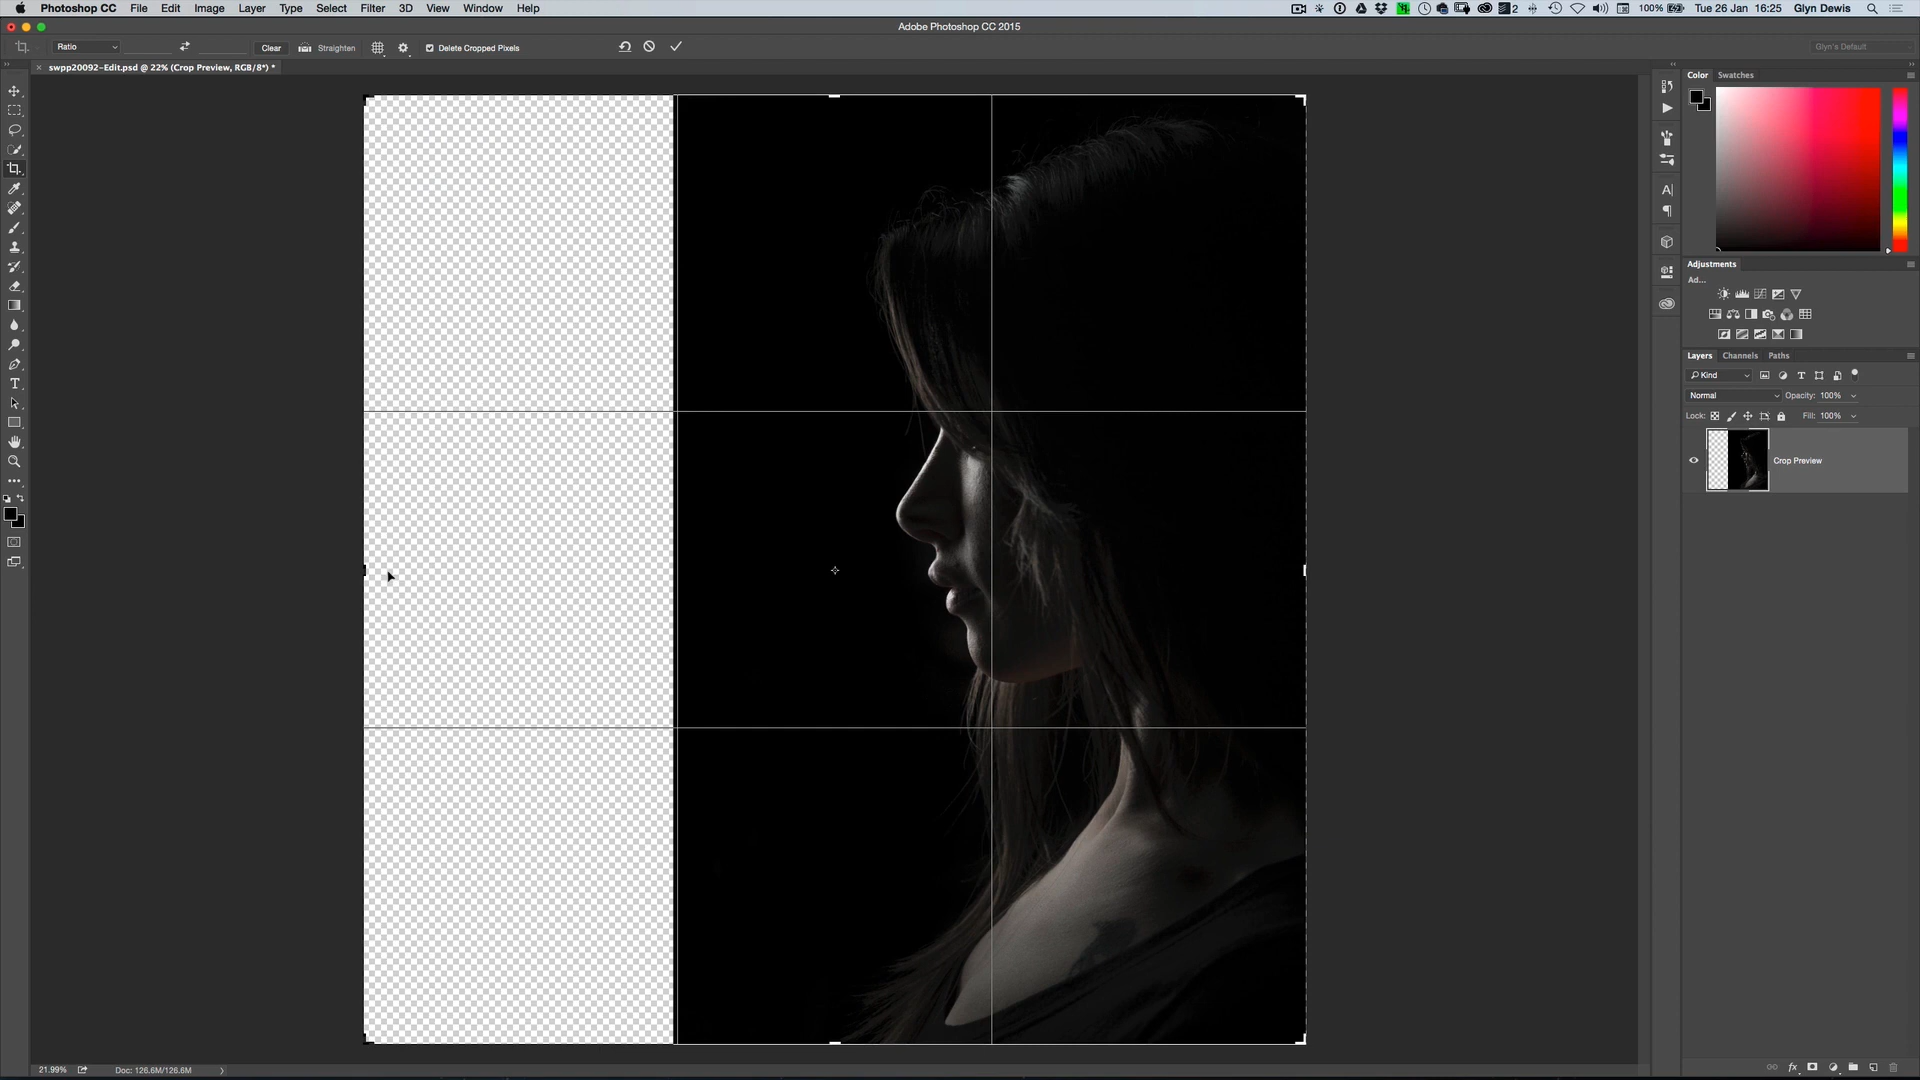 Photoshop CC File Edit Image Layer Type Select Filter 3D View Window Help 2 100% Tue 26 Jan 16:25 Glyn Dewis
Adobe Photoshop CC 2015
Ratio Clear Straighten Delete Cropped Pixels Glyn's Default
× swpp20092-Edit.psd @ 22% (Crop Preview, RGB/8*) *
Color Swatches
Adjustments
Ad...
Layers Channels Paths
Kind
Normal Opacity: 100%
Lock: Fill: 100%
Crop Preview
21.99% Doc: 126.6M/126.6M